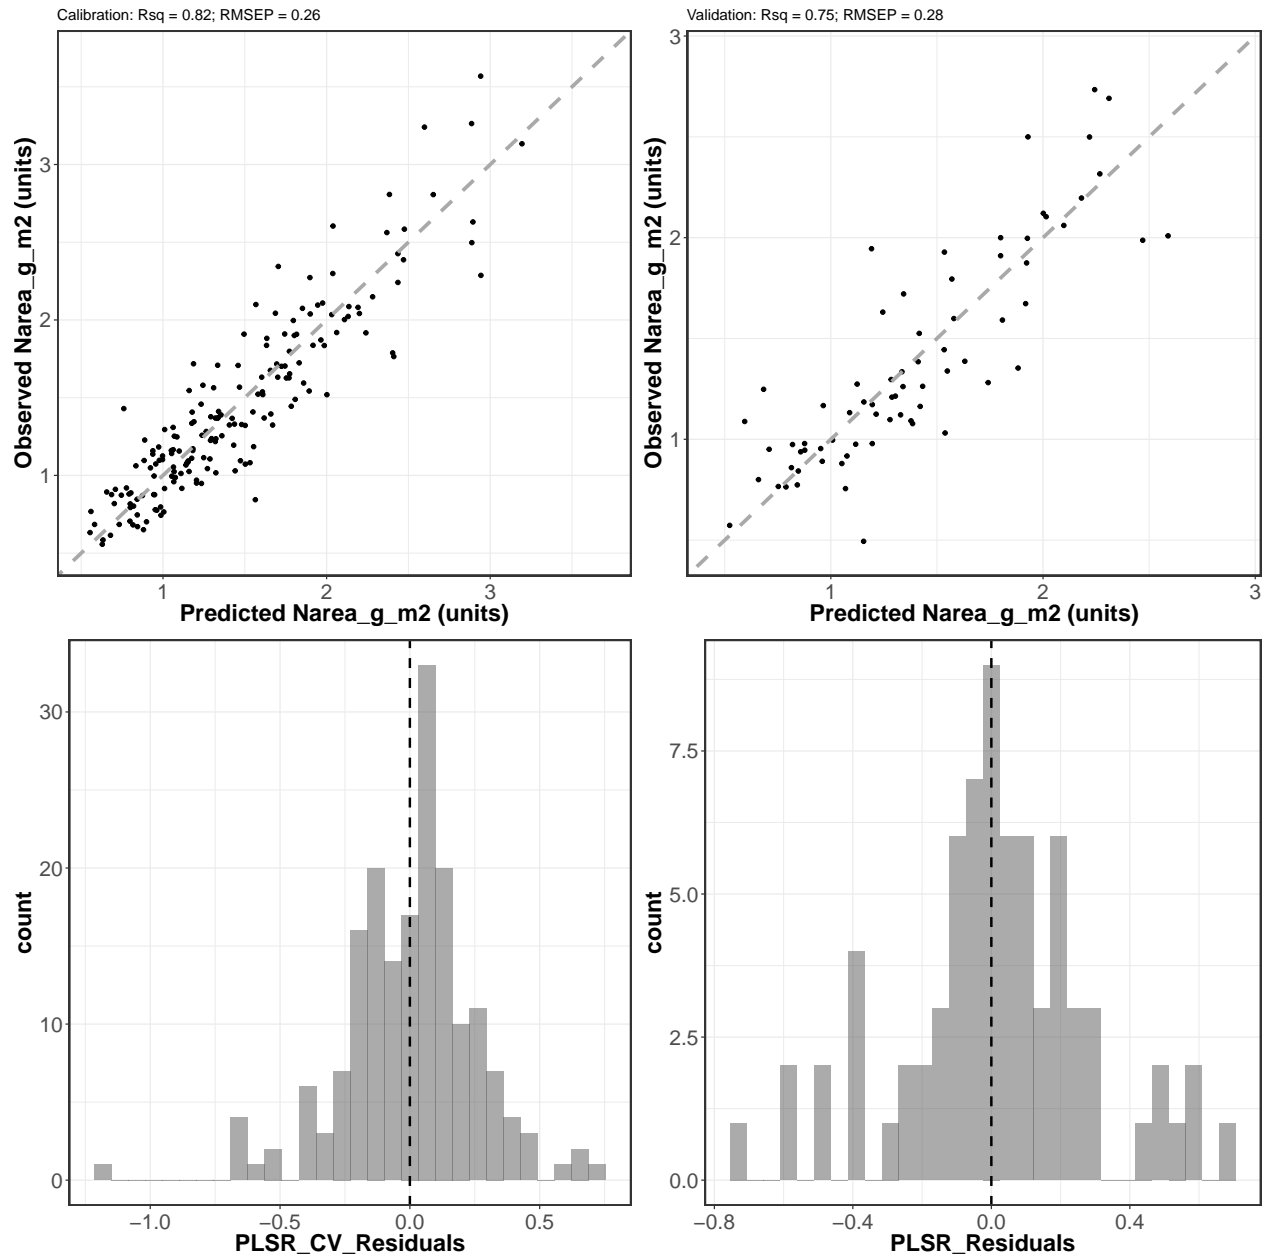 Calibration: Rsq = 0.82; RMSEP = 0.26
Observed Narea_g_m2 (units)
3
2
1
1 2 3
Predicted Narea_g_m2 (units)
Validation: Rsq = 0.75; RMSEP = 0.28
Observed Narea_g_m2 (units)
3
2
1
1 2 3
Predicted Narea_g_m2 (units)
count
30
20
10
0
−1.0 −0.5 0.0 0.5
PLSR_CV_Residuals
count
7.5
5.0
2.5
0.0
−0.8 −0.4 0.0 0.4
PLSR_Residuals